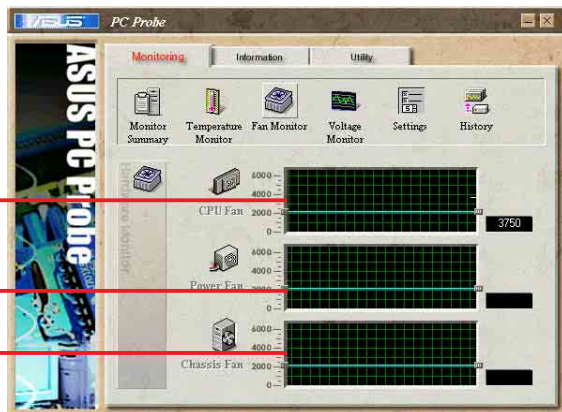 ASUS PC Probe
Monitoring Information Utility
Monitor Summary
Temperature Monitor
Fan Monitor
Voltage Monitor
Settings
History
ASUS PC Probe
Hardware Monitor
6000
4000
2000
0
CPU Fan
3750
6000
4000
2000
0
Power Fan
6000
4000
2000
0
Chassis Fan